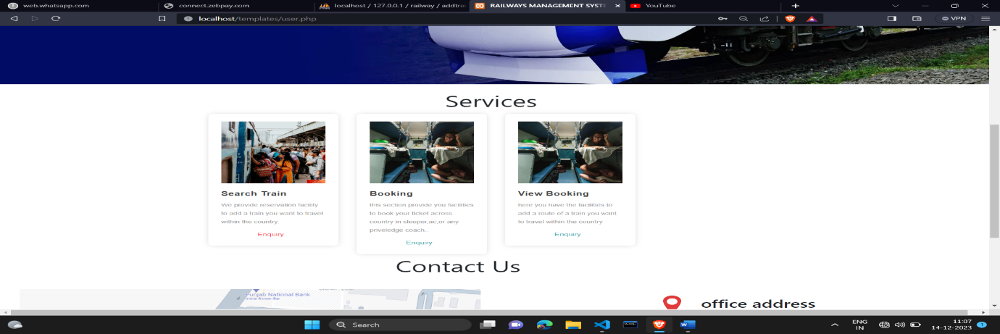 web.whatsapp.com
connect.zebpay.com
localhost / 127.0.0.1 / railway / addtrai
RAILWAYS MANAGEMENT SYSTE
YouTube
localhost/templates/user.php
VPN
Services
Search Train
We provide reservation facility
to add a train you want to travel
within the country
Enquiry
Booking
this section provide you facilities
to book your ticket across
country in sleeper,ac,or any
priveledge coach..
Enquiry
View Booking
here you have the facilities to
add a route of a train you want
to travel within the country
Enquiry
Contact Us
Punjab National Bank
office address
Search
ENG
IN
11:07
14-12-2023
1